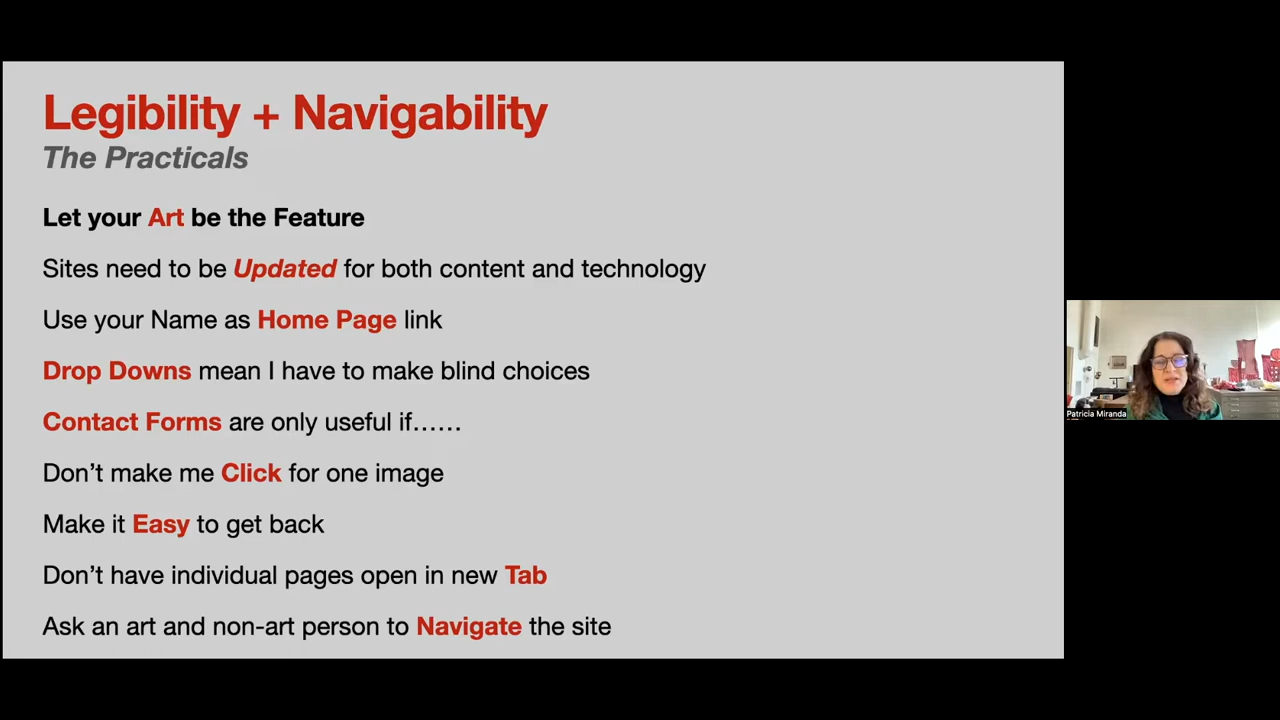 Legibility + Navigability
The Practicals
Let your Art be the Feature
Sites need to be Updated for both content and technology
Use your Name as Home Page link
Drop Downs mean I have to make blind choices
Contact Forms are only useful if……
Don’t make me Click for one image
Make it Easy to get back
Don’t have individual pages open in new Tab
Ask an art and non-art person to Navigate the site
Patricia Miranda